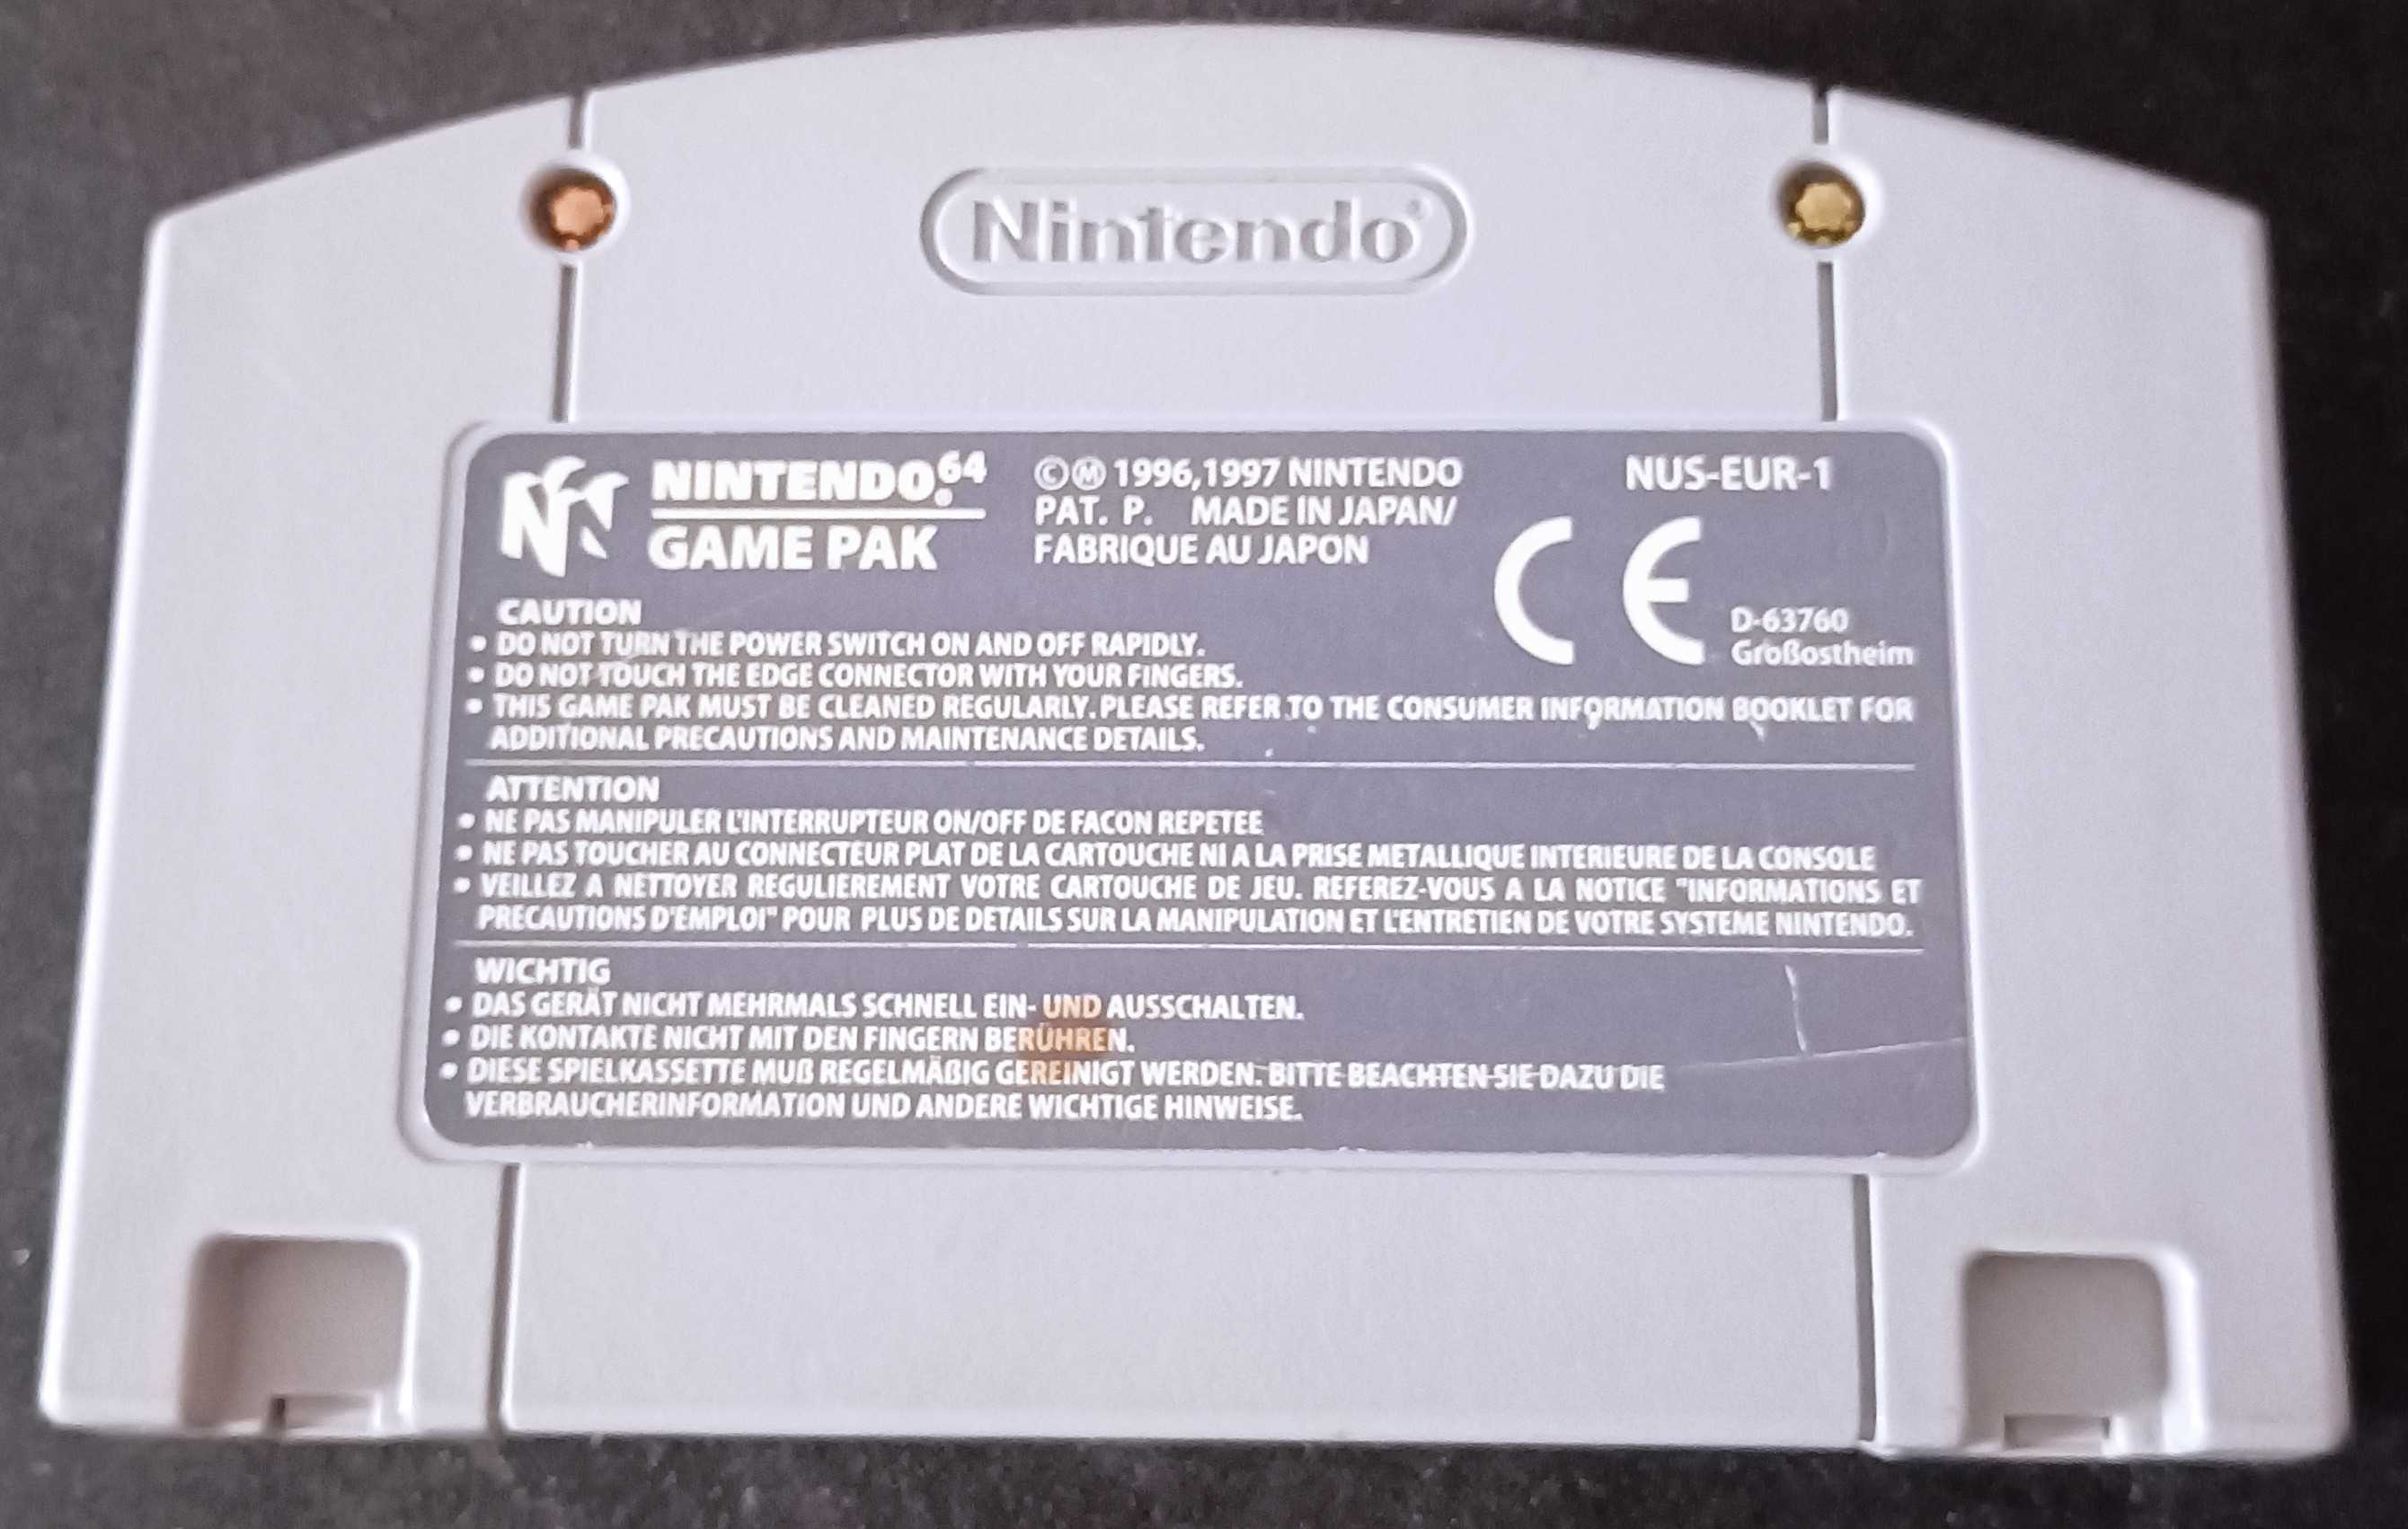 Nintendo®
NINTENDO®64
GAME PAK
©Ⓜ 1996,1997 NINTENDO
PAT. P. MADE IN JAPAN/
FABRIQUE AU JAPON
NUS-EUR-1
CE
D-63760
Großostheim
CAUTION
• DO NOT TURN THE POWER SWITCH ON AND OFF RAPIDLY.
• DO NOT TOUCH THE EDGE CONNECTOR WITH YOUR FINGERS.
• THIS GAME PAK MUST BE CLEANED REGULARLY. PLEASE REFER TO THE CONSUMER INFORMATION BOOKLET FOR
ADDITIONAL PRECAUTIONS AND MAINTENANCE DETAILS.
ATTENTION
• NE PAS MANIPULER L'INTERRUPTEUR ON/OFF DE FACON REPETEE
• NE PAS TOUCHER AU CONNECTEUR PLAT DE LA CARTOUCHE NI A LA PRISE METALLIQUE INTERIEURE DE LA CONSOLE
• VEILLEZ A NETTOYER REGULIEREMENT VOTRE CARTOUCHE DE JEU. REFEREZ-VOUS A LA NOTICE "INFORMATIONS ET
PRECAUTIONS D'EMPLOI" POUR PLUS DE DETAILS SUR LA MANIPULATION ET L'ENTRETIEN DE VOTRE SYSTEME NINTENDO.
WICHTIG
• DAS GERÄT NICHT MEHRMALS SCHNELL EIN- UND AUSSCHALTEN.
• DIE KONTAKTE NICHT MIT DEN FINGERN BERÜHREN.
• DIESE SPIELKASSETTE MUß REGELMÄßIG GEREINIGT WERDEN. BITTE BEACHTEN SIE DAZU DIE
VERBRAUCHERINFORMATION UND ANDERE WICHTIGE HINWEISE.